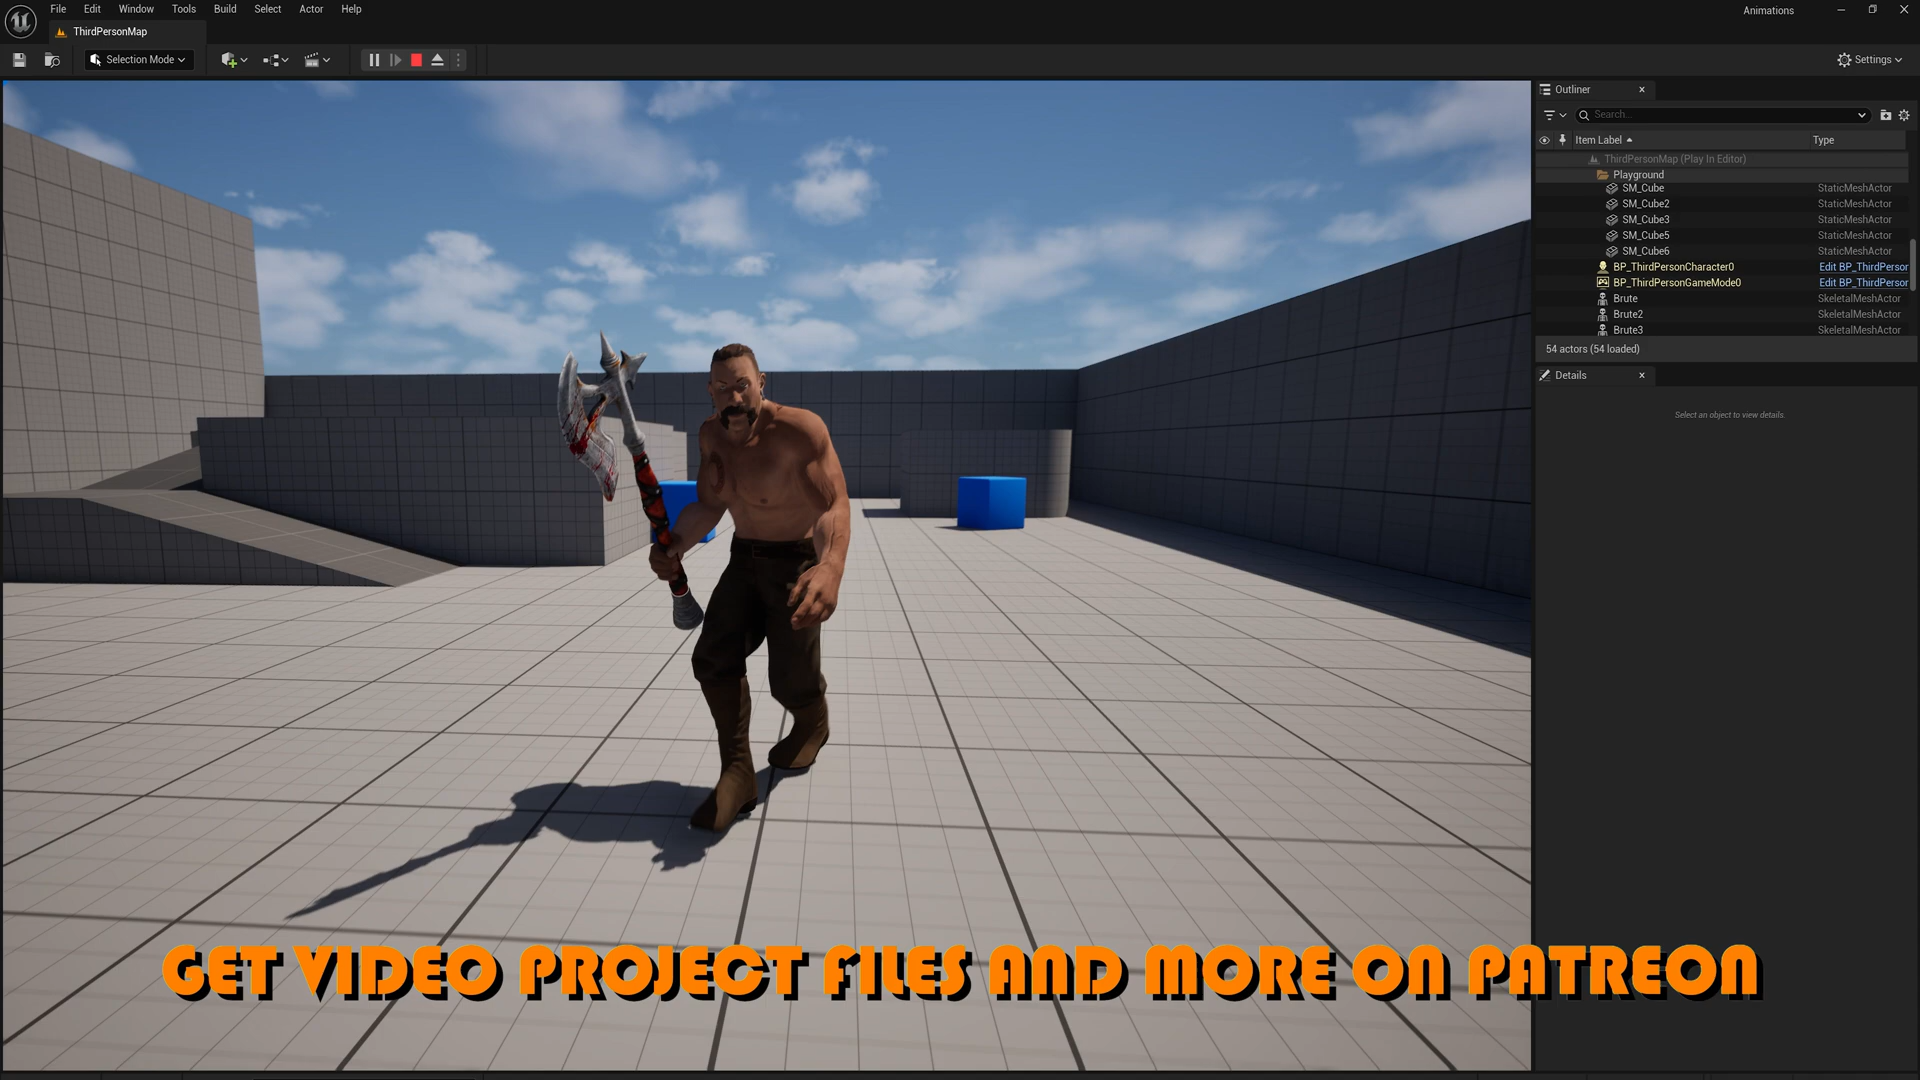 File Edit Window Tools Build Select Actor Help
Animations
ThirdPersonMap
Selection Mode
Settings
Outliner
Search...
Item Label Type
ThirdPersonMap (Play In Editor)
Playground
SM_Cube StaticMeshActor
SM_Cube2 StaticMeshActor
SM_Cube3 StaticMeshActor
SM_Cube5 StaticMeshActor
SM_Cube6 StaticMeshActor
BP_ThirdPersonCharacter0 Edit BP_ThirdPersor
BP_ThirdPersonGameMode0 Edit BP_ThirdPersor
Brute SkeletalMeshActor
Brute2 SkeletalMeshActor
Brute3 SkeletalMeshActor
54 actors (54 loaded)
Details
Select an object to view details.
GET VIDEO PROJECT FILES AND MORE ON PATREON